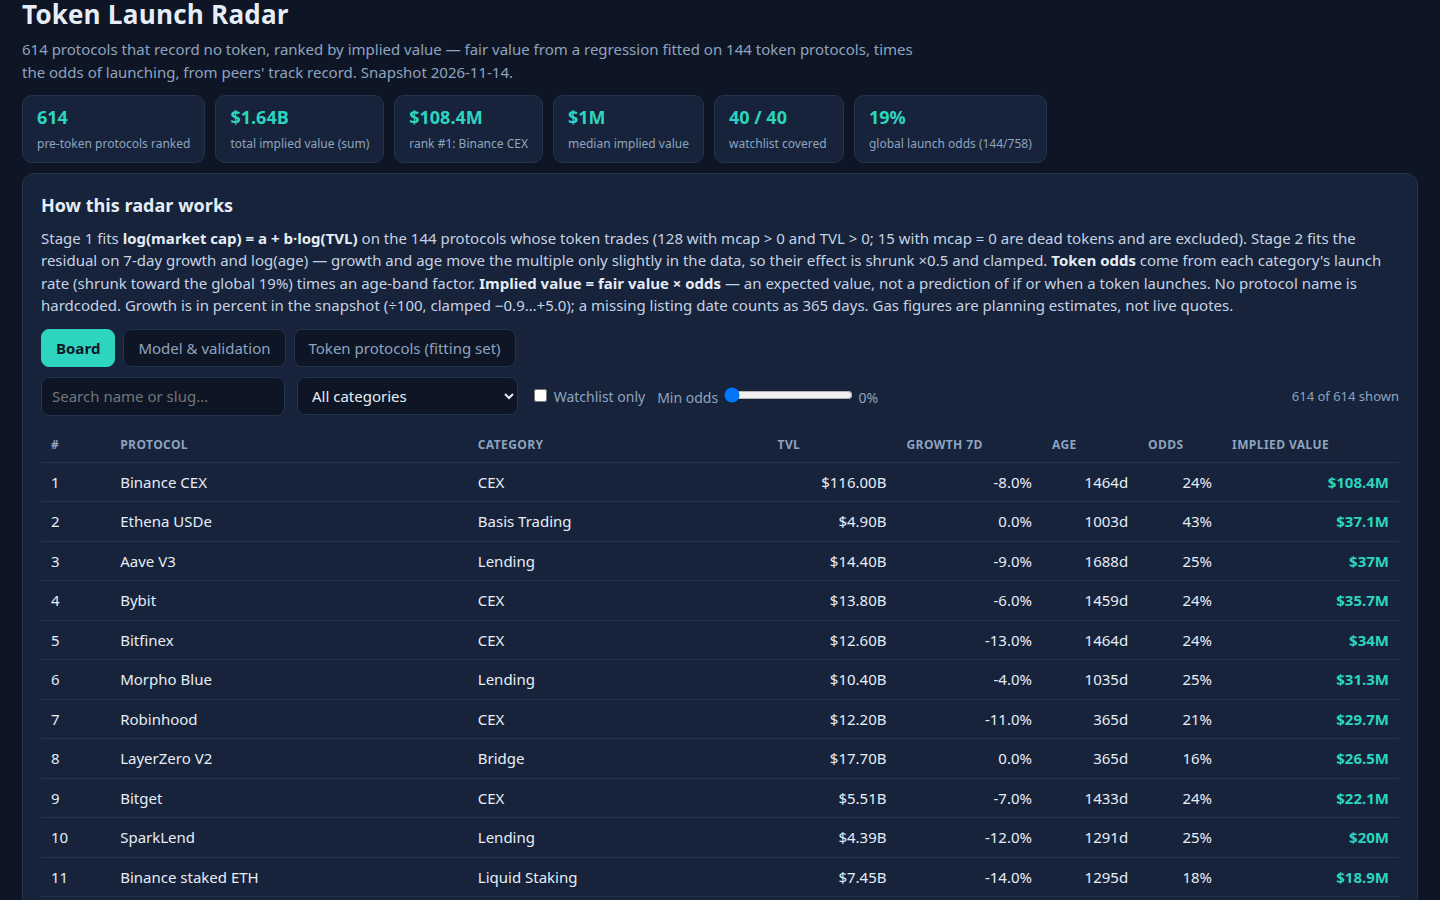 Token Launch Radar
614 protocols that record no token, ranked by implied value — fair value from a regression fitted on 144 token protocols, times
the odds of launching, from peers' track record. Snapshot 2026-11-14.
614 $1.64B $108.4M $1M 40 / 40 19%
pre-token protocols ranked total implied value (sum) rank #1: Binance CEX median implied value watchlist covered global launch odds (144/758)
How this radar works
Stage 1 fits log(market cap) = a + b·log(TVL) on the 144 protocols whose token trades (128 with mcap > 0 and TVL > 0; 15 with mcap = 0 are dead tokens and are excluded). Stage 2 fits the
residual on 7-day growth and log(age) — growth and age move the multiple only slightly in the data, so their effect is shrunk ×0.5 and clamped. Token odds come from each category's launch
rate (shrunk toward the global 19%) times an age-band factor. Implied value = fair value × odds — an expected value, not a prediction of if or when a token launches. No protocol name is
hardcoded. Growth is in percent in the snapshot (÷100, clamped −0.9…+5.0); a missing listing date counts as 365 days. Gas figures are planning estimates, not live quotes.
Board Model & validation Token protocols (fitting set)
Search name or slug... All categories Watchlist only Min odds 0% 614 of 614 shown
# PROTOCOL CATEGORY TVL GROWTH 7D AGE ODDS IMPLIED VALUE
1 Binance CEX CEX $116.00B -8.0% 1464d 24% $108.4M
2 Ethena USDe Basis Trading $4.90B 0.0% 1003d 43% $37.1M
3 Aave V3 Lending $14.40B -9.0% 1688d 25% $37M
4 Bybit CEX $13.80B -6.0% 1459d 24% $35.7M
5 Bitfinex CEX $12.60B -13.0% 1464d 24% $34M
6 Morpho Blue Lending $10.40B -4.0% 1035d 25% $31.3M
7 Robinhood CEX $12.20B -11.0% 365d 21% $29.7M
8 LayerZero V2 Bridge $17.70B 0.0% 365d 16% $26.5M
9 Bitget CEX $5.51B -7.0% 1433d 24% $22.1M
10 SparkLend Lending $4.39B -12.0% 1291d 25% $20M
11 Binance staked ETH Liquid Staking $7.45B -14.0% 1295d 18% $18.9M